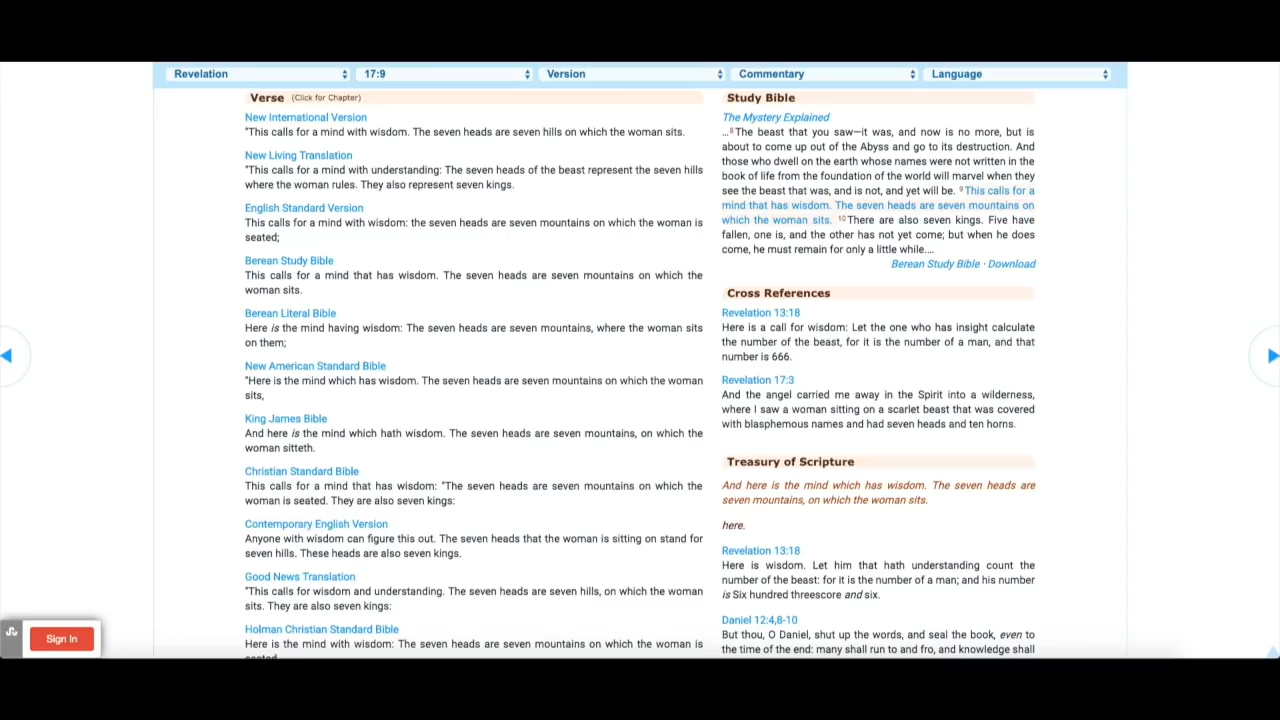 Revelation
17:9
Version
Commentary
Language
Verse (Click for Chapter)
New International Version
"This calls for a mind with wisdom. The seven heads are seven hills on which the woman sits.
New Living Translation
"This calls for a mind with understanding: The seven heads of the beast represent the seven hills
where the woman rules. They also represent seven kings.
English Standard Version
This calls for a mind with wisdom: the seven heads are seven mountains on which the woman is
seated;
Berean Study Bible
This calls for a mind that has wisdom. The seven heads are seven mountains on which the
woman sits.
Berean Literal Bible
Here is the mind having wisdom: The seven heads are seven mountains, where the woman sits
on them;
New American Standard Bible
"Here is the mind which has wisdom. The seven heads are seven mountains on which the woman
sits,
King James Bible
And here is the mind which hath wisdom. The seven heads are seven mountains, on which the
woman sitteth.
Christian Standard Bible
This calls for a mind that has wisdom: "The seven heads are seven mountains on which the
woman is seated. They are also seven kings:
Contemporary English Version
Anyone with wisdom can figure this out. The seven heads that the woman is sitting on stand for
seven hills. These heads are also seven kings.
Good News Translation
"This calls for wisdom and understanding. The seven heads are seven hills, on which the woman
sits. They are also seven kings:
Holman Christian Standard Bible
Here is the mind with wisdom: The seven heads are seven mountains on which the woman is
seated
Study Bible
The Mystery Explained
…8The beast that you saw—it was, and now is no more, but is
about to come up out of the Abyss and go to its destruction. And
those who dwell on the earth whose names were not written in the
book of life from the foundation of the world will marvel when they
see the beast that was, and is not, and yet will be. 9This calls for a
mind that has wisdom. The seven heads are seven mountains on
which the woman sits. 10There are also seven kings. Five have
fallen, one is, and the other has not yet come; but when he does
come, he must remain for only a little while.…
Berean Study Bible · Download
Cross References
Revelation 13:18
Here is a call for wisdom: Let the one who has insight calculate
the number of the beast, for it is the number of a man, and that
number is 666.
Revelation 17:3
And the angel carried me away in the Spirit into a wilderness,
where I saw a woman sitting on a scarlet beast that was covered
with blasphemous names and had seven heads and ten horns.
Treasury of Scripture
And here is the mind which has wisdom. The seven heads are
seven mountains, on which the woman sits.
here.
Revelation 13:18
Here is wisdom. Let him that hath understanding count the
number of the beast: for it is the number of a man; and his number
is Six hundred threescore and six.
Daniel 12:4,8-10
But thou, O Daniel, shut up the words, and seal the book, even to
the time of the end: many shall run to and fro, and knowledge shall
Sign In